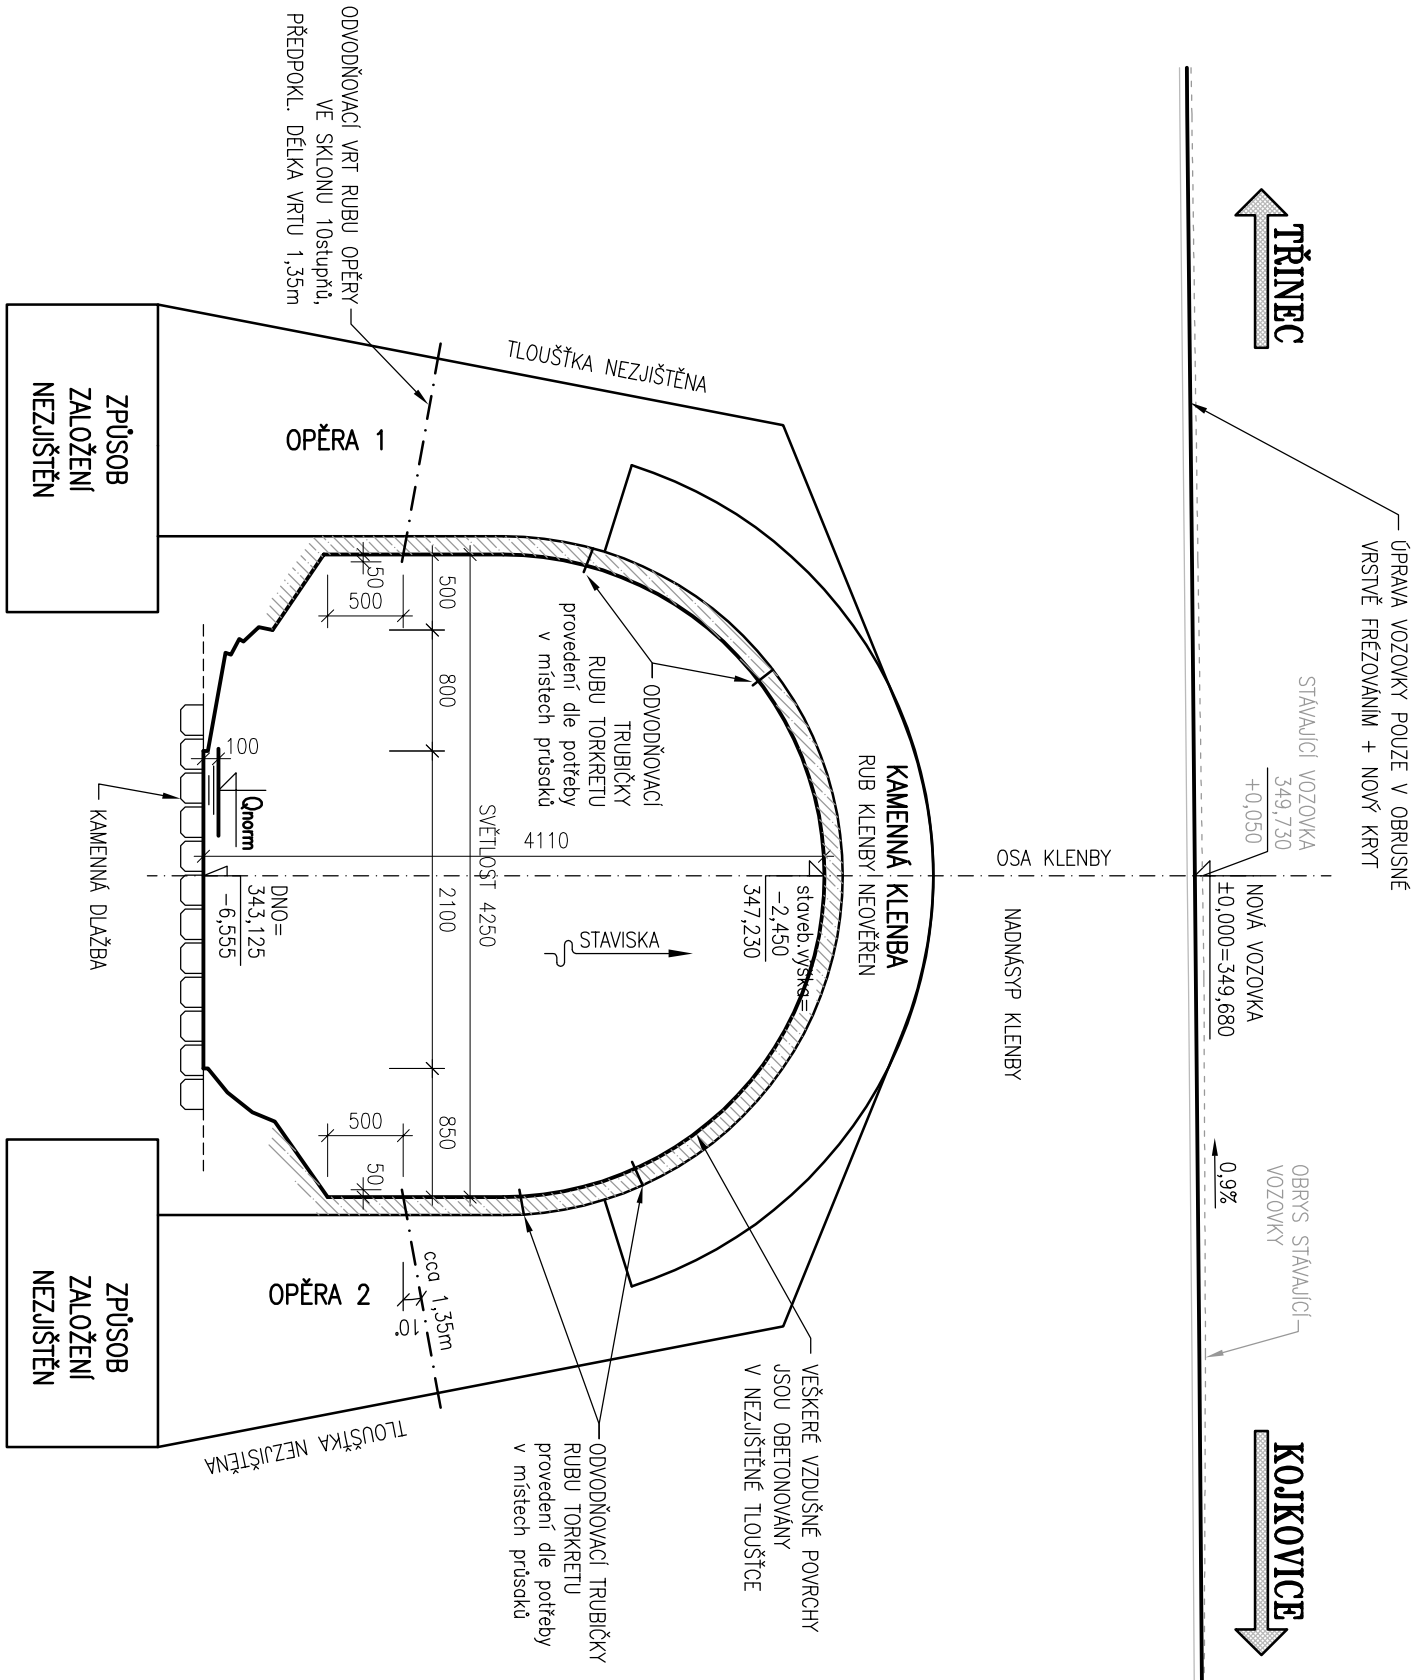 TŘINEC
KOJKOVICE
ÚPRAVA VOZOVKY POUZE V OBRUSNÉ
VRSTVĚ FRÉZOVÁNÍM + NOVÝ KRYT
STÁVAJÍCÍ VOZOVKA
349,730
+0,050
NOVÁ VOZOVKA
±0,000=349,680
0,9%
OBRYS STÁVAJÍCÍ
VOZOVKY
OSA KLENBY
NADNÁSYP KLENBY
KAMENNÁ KLENBA
RUB KLENBY NEOVĚŘEN
staveb.výška=
-2,450
347,230
VEŠKERÉ VZDUŠNÉ POVRCHY
JSOU OBETONOVÁNY
V NEZJIŠTĚNÉ TLOUŠŤCE
ODVODŇOVACÍ
TRUBIČKY
RUBU TORKRETU
provedení dle potřeby
v místech průsaků
STAVISKA
ODVODŇOVACÍ TRUBIČKY
RUBU TORKRETU
provedení dle potřeby
v místech průsaků
TLOUŠŤKA NEZJIŠTĚNA
4110
SVĚTLOST 4250
500
800
2100
850
50
500
500
50
cca 1,35m
10°
ODVODŇOVACÍ VRT RUBU OPĚRY
VE SKLONU 10stupňů,
PŘEDPOKL. DÉLKA VRTU 1,35m
OPĚRA 1
OPĚRA 2
TLOUŠŤKA NEZJIŠTĚNA
100
Qnorm
DNO=
343,125
-6,555
KAMENNÁ DLAŽBA
ZPŮSOB
ZALOŽENÍ
NEZJIŠTĚN
ZPŮSOB
ZALOŽENÍ
NEZJIŠTĚN